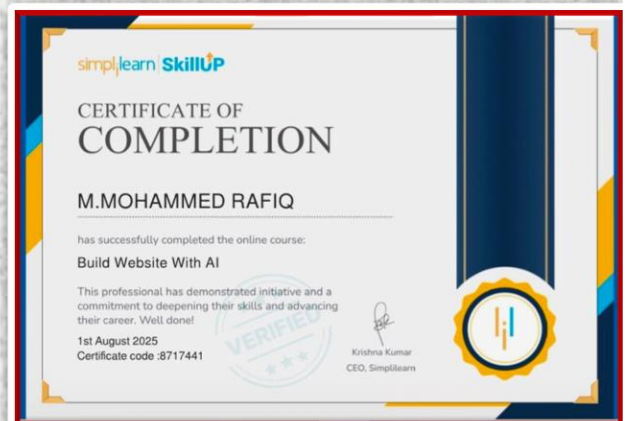 simplilearn SkillUP
CERTIFICATE OF
COMPLETION
M.MOHAMMED RAFIQ
has successfully completed the online course:
Build Website With AI
This professional has demonstrated initiative and a
commitment to deepening their skills and advancing
their career. Well done!
1st August 2025
Certificate code :8717441
VERIFIED
Krishna Kumar
CEO, Simplilearn